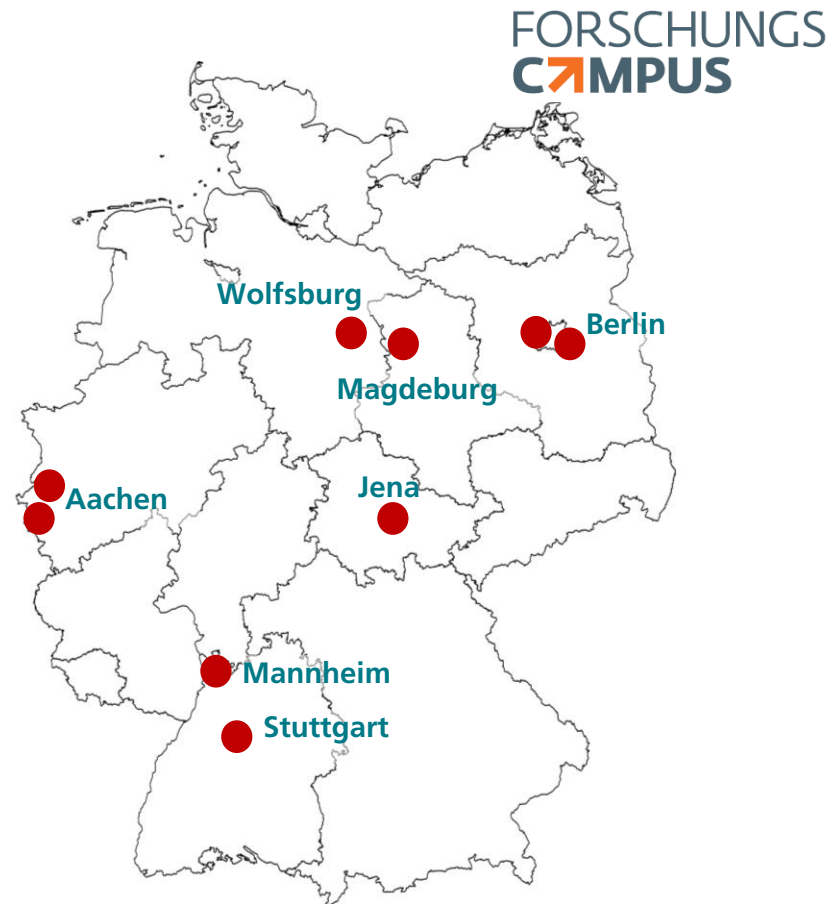 FORSCHUNGS
CAMPUS
Wolfsburg
Berlin
Magdeburg
Aachen
Jena
Mannheim
Stuttgart